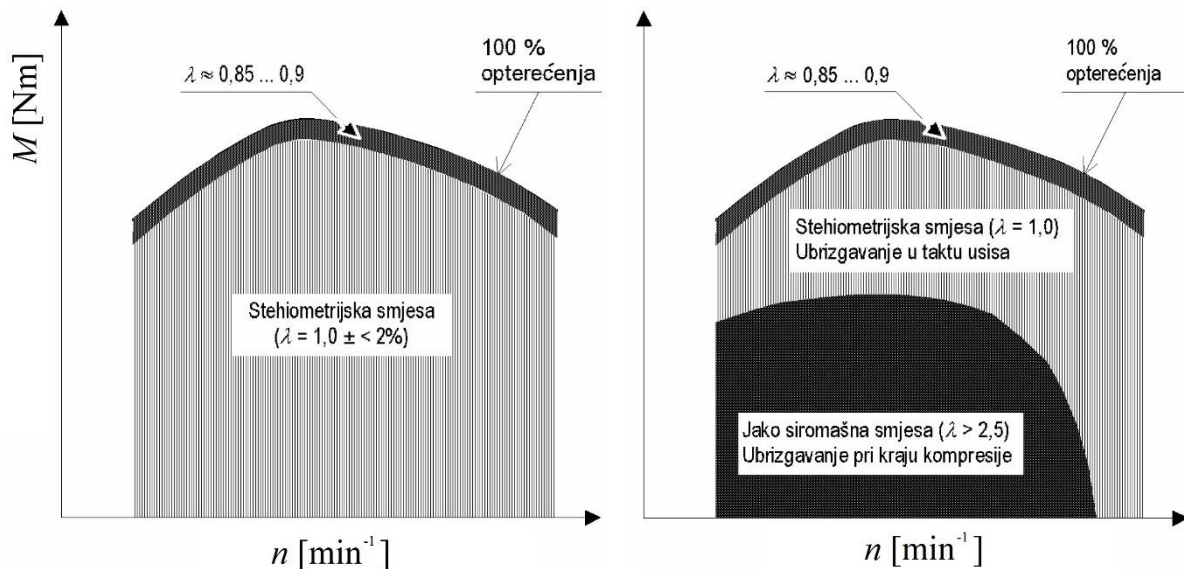 M [Nm]
λ ≈ 0,85 ... 0,9
100 %
opterećenja
Stehiometrijska smjesa
(λ = 1,0 ± < 2%)
n [min⁻¹]
λ ≈ 0,85 ... 0,9
100 %
opterećenja
Stehiometrijska smjesa (λ = 1,0)
Ubrizgavanje u taktu usisa
Jako siromašna smjesa (λ > 2,5)
Ubrizgavanje pri kraju kompresije
n [min⁻¹]